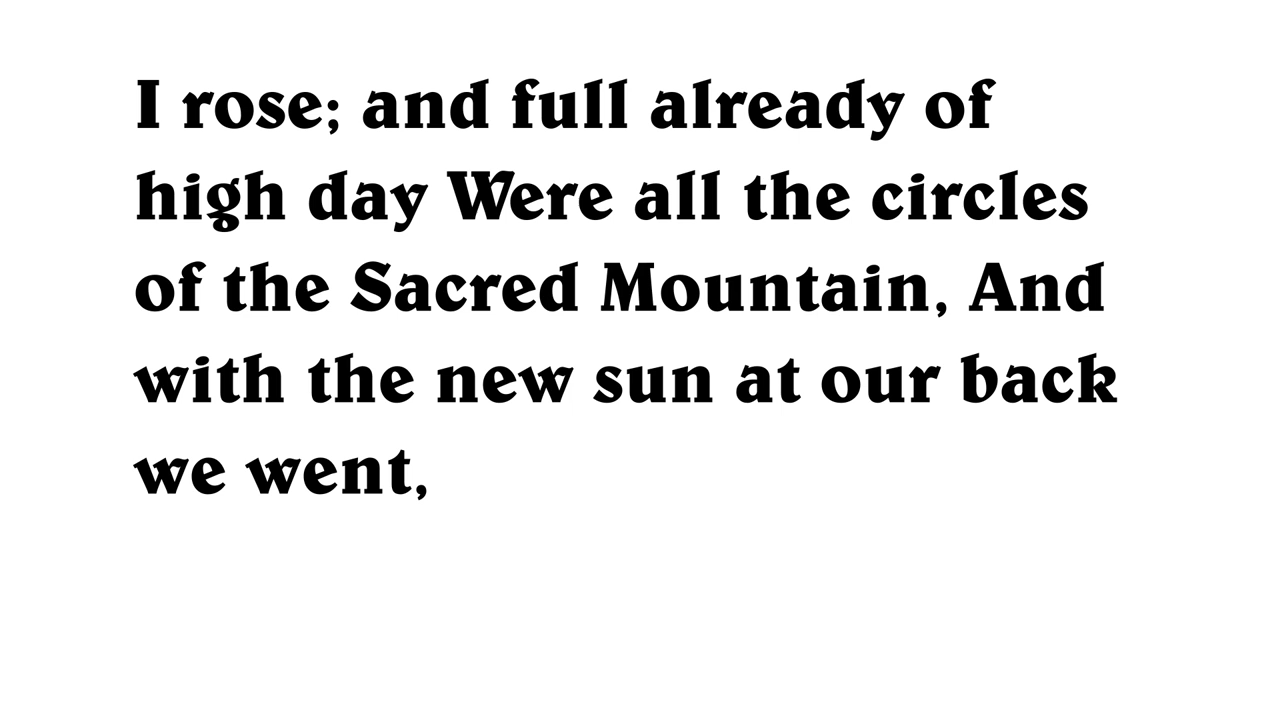 I rose; and full already of
high day Were all the circles
of the Sacred Mountain, And
with the new sun at our back
we went,